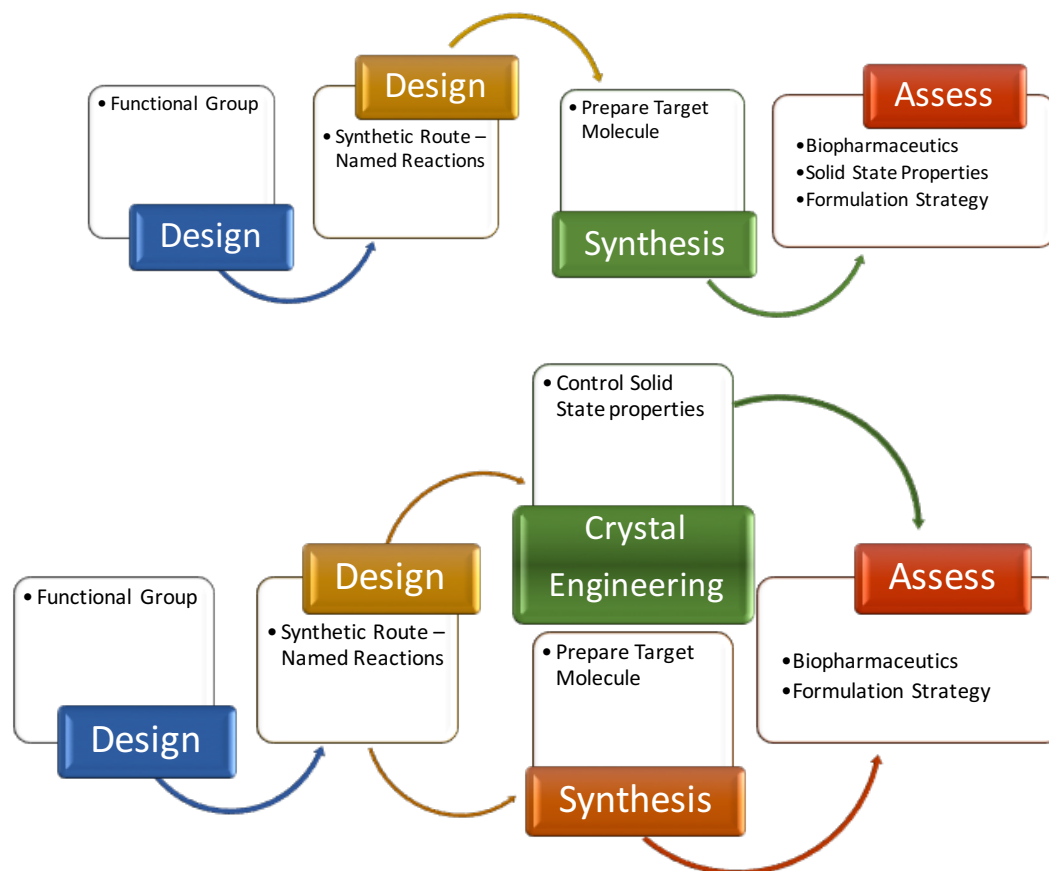 • Functional Group
Design
Design
• Synthetic Route –
Named Reactions
• Prepare Target
Molecule
Synthesis
Assess
•Biopharmaceutics
•Solid State Properties
•Formulation Strategy
• Functional Group
Design
Design
• Synthetic Route –
Named Reactions
• Control Solid
State properties
Crystal
Engineering
• Prepare Target
Molecule
Synthesis
Assess
•Biopharmaceutics
•Formulation Strategy